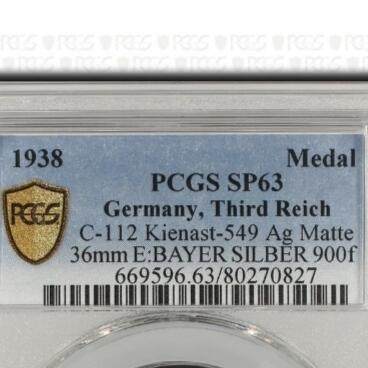 1938 Medal
PCGS SP63
PCGS Germany, Third Reich
C-112 Kienast-549 Ag Matte
36mm E:BAYER SILBER 900f
669596.63/80270827